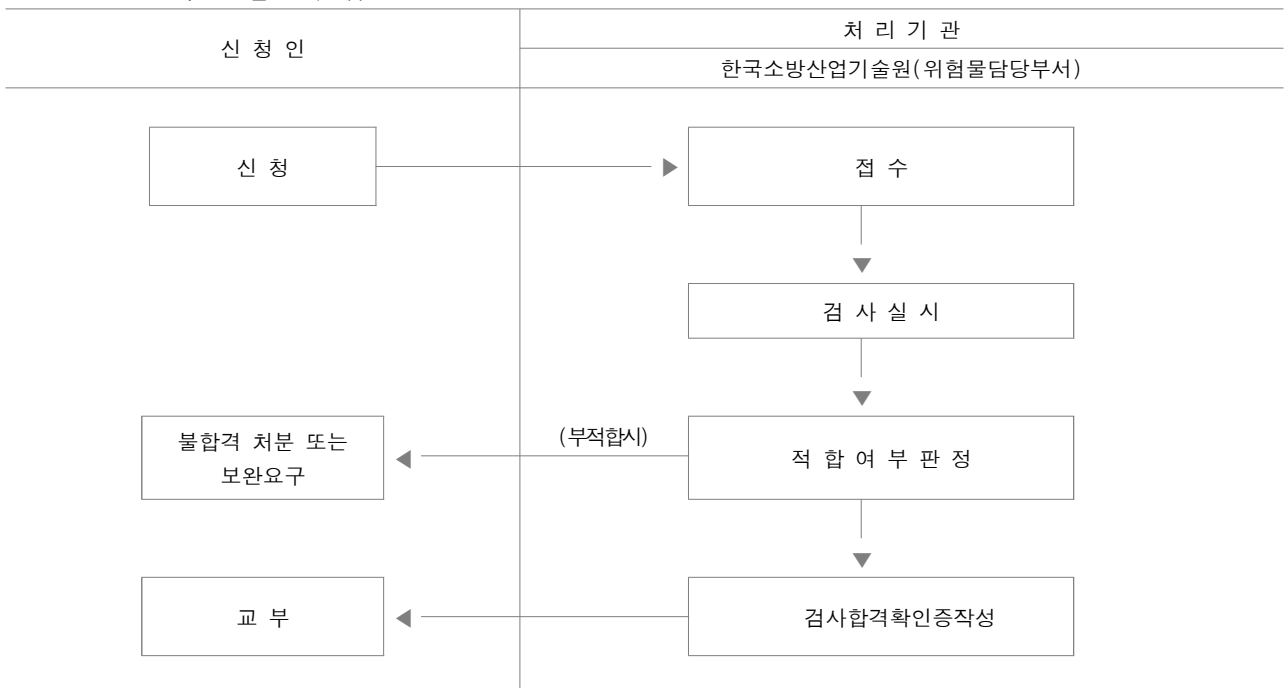 신 청 인
처 리 기 관
한국소방산업기술원(위험물담당부서)
신 청
접 수
검 사 실 시
불합격 처분 또는
보완요구
(부적합시)
적 합 여 부 판 정
교 부
검사합격확인증작성